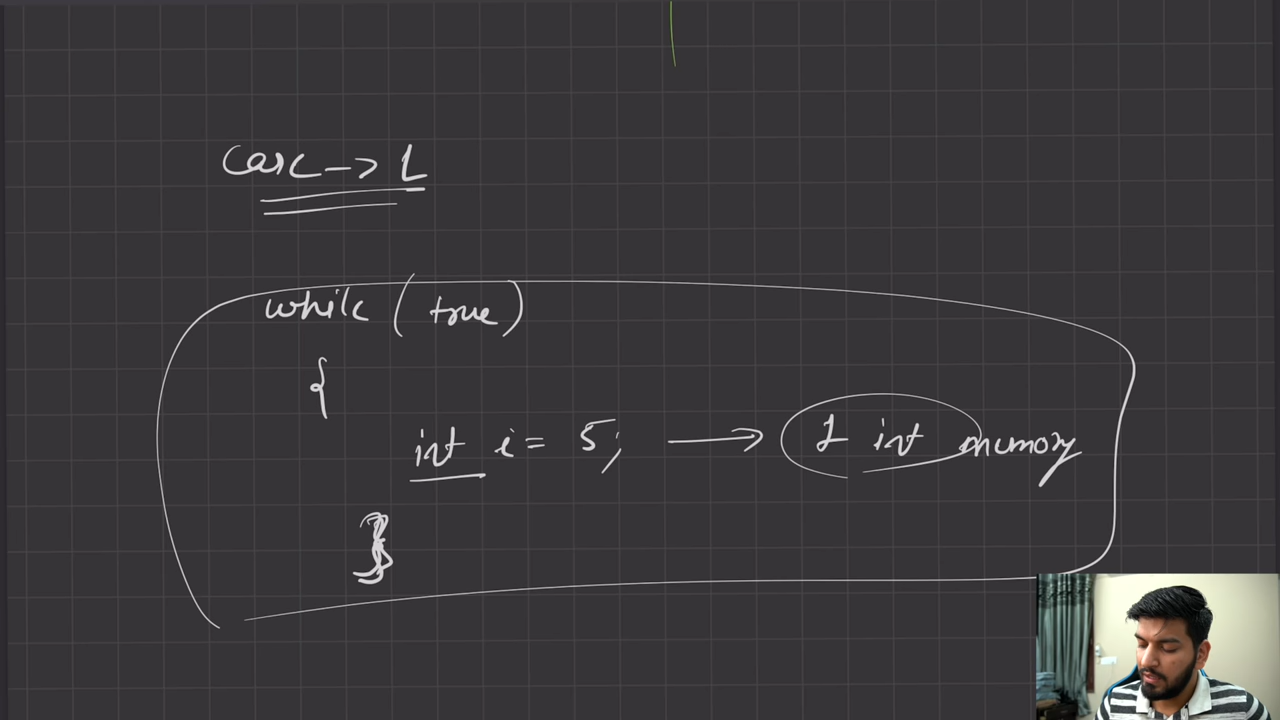 Case -> 1
while ( true )
{
int i = 5; -> 1 int memory
}